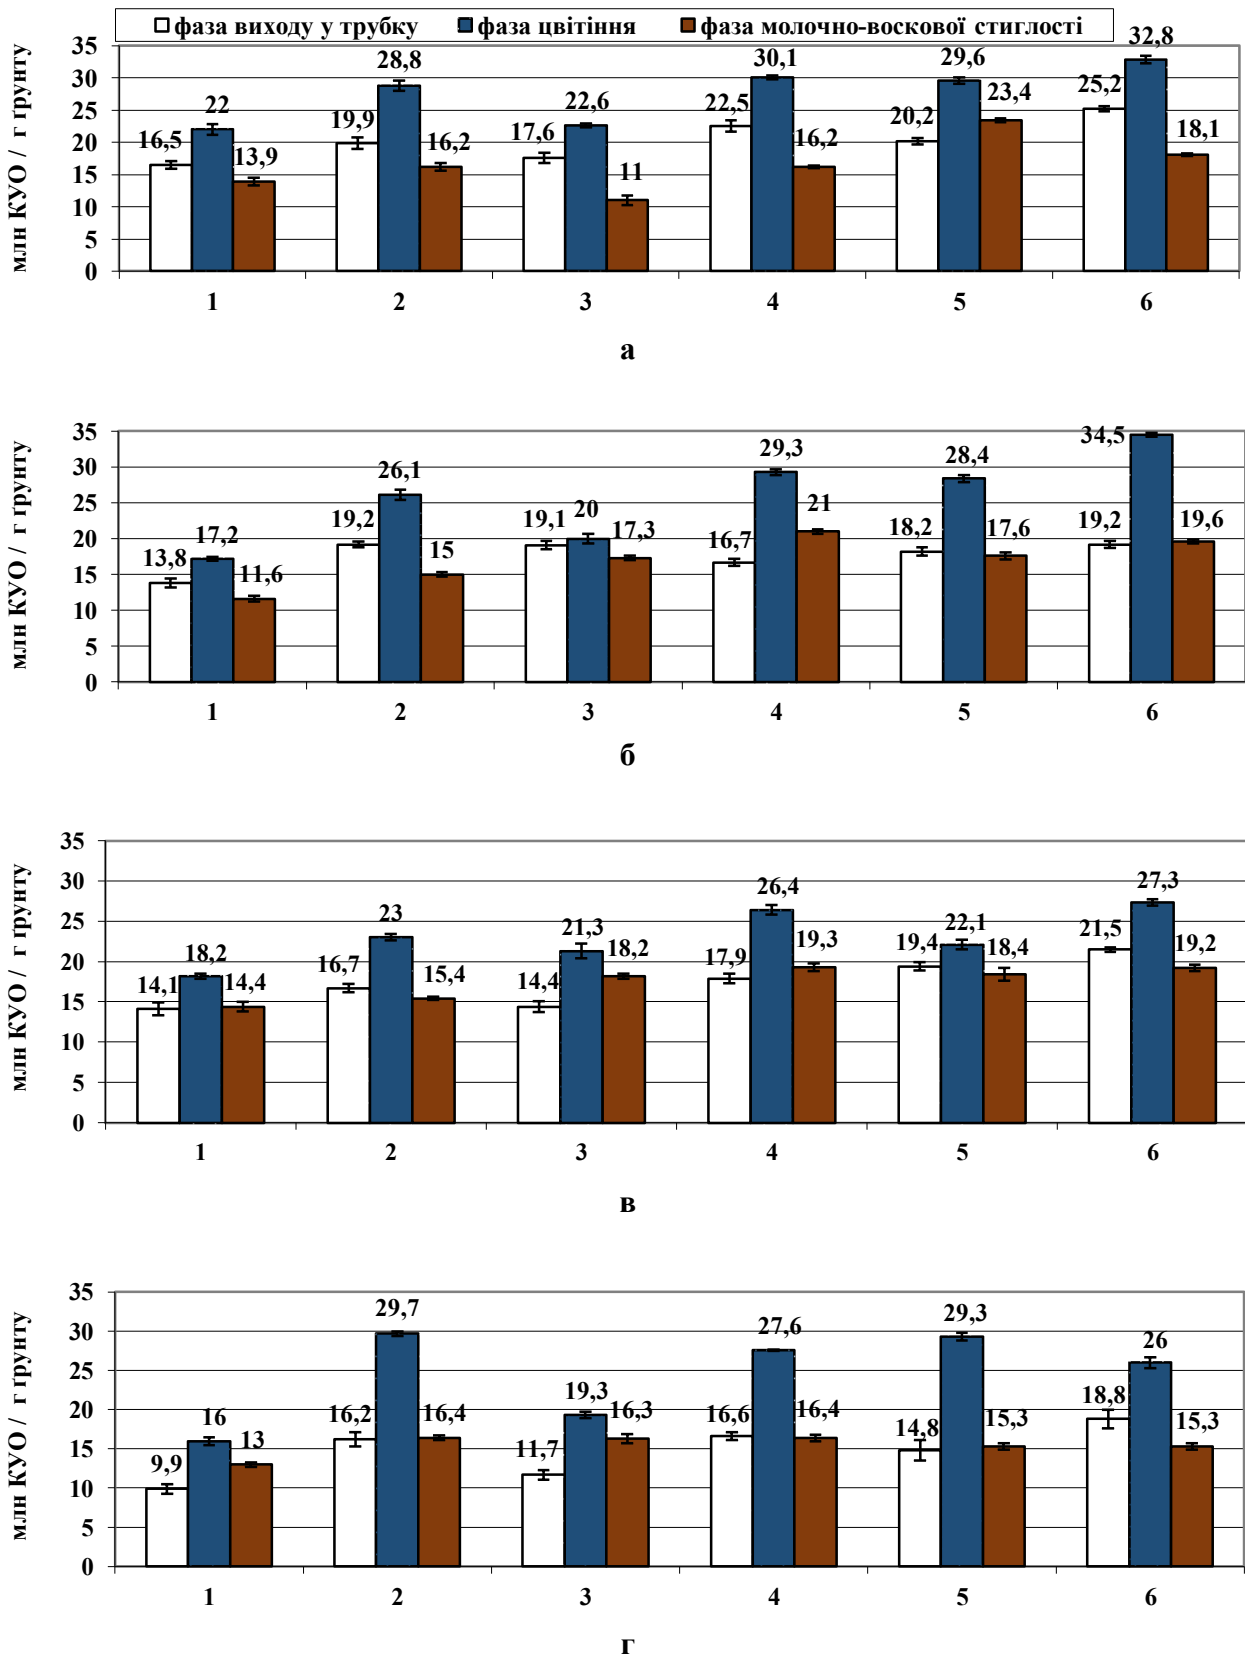 фаза виходу у трубку фаза цвітіння фаза молочно-воскової стиглості
млн КУО / г ґрунту
35
30
25
20
15
10
5
0
16,5 22 13,9 19,9 28,8 16,2 17,6 22,6 11 22,5 30,1 16,2 20,2 29,6 23,4 25,2 32,8 18,1
1 2 3 4 5 6
а
млн КУО / г ґрунту
35
30
25
20
15
10
5
0
13,8 17,2 11,6 19,2 26,1 15 19,1 20 17,3 16,7 29,3 21 18,2 28,4 17,6 19,2 34,5 19,6
1 2 3 4 5 6
б
млн КУО / г ґрунту
35
30
25
20
15
10
5
0
14,1 18,2 14,4 16,7 23 15,4 14,4 21,3 18,2 17,9 26,4 19,3 19,4 22,1 18,4 21,5 27,3 19,2
1 2 3 4 5 6
в
млн КУО / г ґрунту
35
30
25
20
15
10
5
0
9,9 16 13 16,2 29,7 16,4 11,7 19,3 16,3 16,6 27,6 16,4 14,8 29,3 15,3 18,8 26 15,3
1 2 3 4 5 6
г